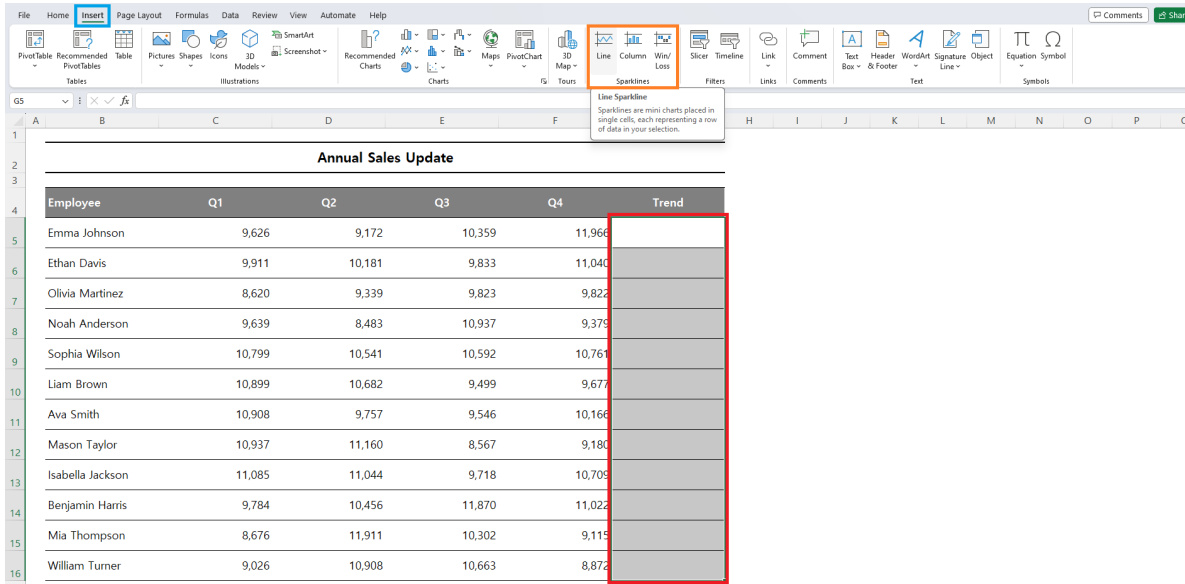 File Home Insert Page Layout Formulas Data Review View Automate Help Comments Shar
PivotTable Recommended PivotTables Table Pictures Shapes Icons 3D Models SmartArt Screenshot Recommended Charts Maps PivotChart 3D Map Line Column Win/Loss Slicer Timeline Link Comment Text Box Header & Footer WordArt Signature Line Object Equation Symbol
Tables Illustrations Charts Tours Sparklines Filters Links Comments Text Symbols
G5 fx
Line Sparkline
Sparklines are mini charts placed in
single cells, each representing a row
of data in your selection.
A B C D E F H I J K L M N O P
1
2 Annual Sales Update
3
4 Employee Q1 Q2 Q3 Q4 Trend
5 Emma Johnson 9,626 9,172 10,359 11,966
6 Ethan Davis 9,911 10,181 9,833 11,040
7 Olivia Martinez 8,620 9,339 9,823 9,822
8 Noah Anderson 9,639 8,483 10,937 9,379
9 Sophia Wilson 10,799 10,541 10,592 10,761
10 Liam Brown 10,899 10,682 9,499 9,677
11 Ava Smith 10,908 9,757 9,546 10,166
12 Mason Taylor 10,937 11,160 8,567 9,180
13 Isabella Jackson 11,085 11,044 9,718 10,709
14 Benjamin Harris 9,784 10,456 11,870 11,022
15 Mia Thompson 8,676 11,911 10,302 9,115
16 William Turner 9,026 10,908 10,663 8,872